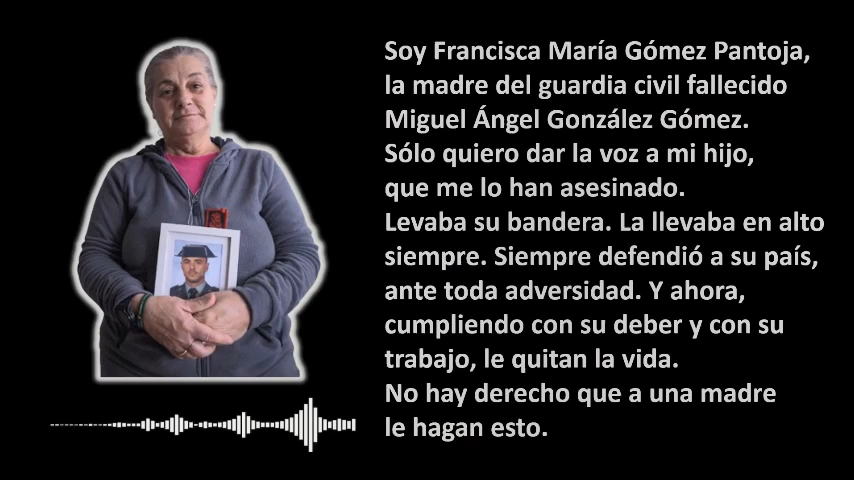 Soy Francisca María Gómez Pantoja,
la madre del guardia civil fallecido
Miguel Ángel González Gómez.
Sólo quiero dar la voz a mi hijo,
que me lo han asesinado.
Levaba su bandera. La llevaba en alto
siempre. Siempre defendió a su país,
ante toda adversidad. Y ahora,
cumpliendo con su deber y con su
trabajo, le quitan la vida.
No hay derecho que a una madre
le hagan esto.